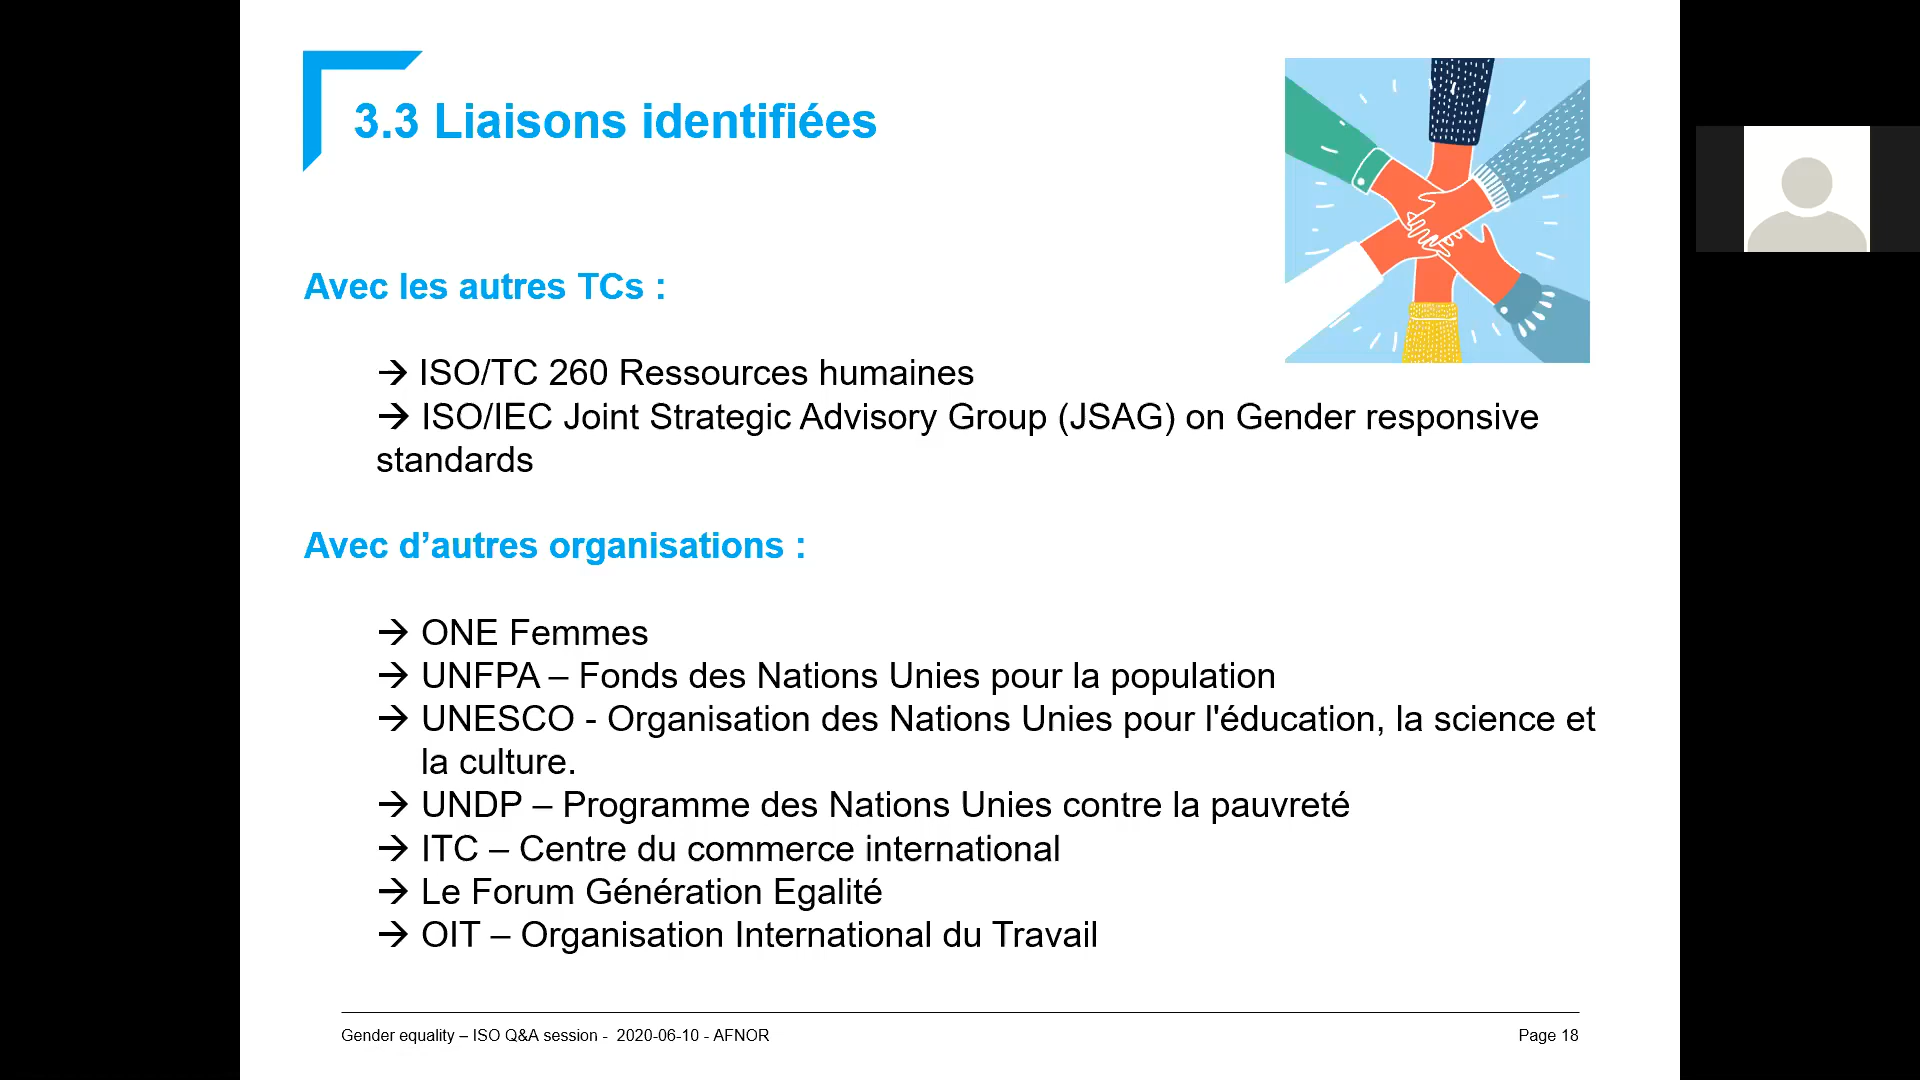 3.3 Liaisons identifiées
Avec les autres TCs :
→ ISO/TC 260 Ressources humaines
→ ISO/IEC Joint Strategic Advisory Group (JSAG) on Gender responsive
standards
Avec d’autres organisations :
→ ONE Femmes
→ UNFPA – Fonds des Nations Unies pour la population
→ UNESCO - Organisation des Nations Unies pour l'éducation, la science et
la culture.
→ UNDP – Programme des Nations Unies contre la pauvreté
→ ITC – Centre du commerce international
→ Le Forum Génération Egalité
→ OIT – Organisation International du Travail
Gender equality – ISO Q&A session - 2020-06-10 - AFNOR
Page 18